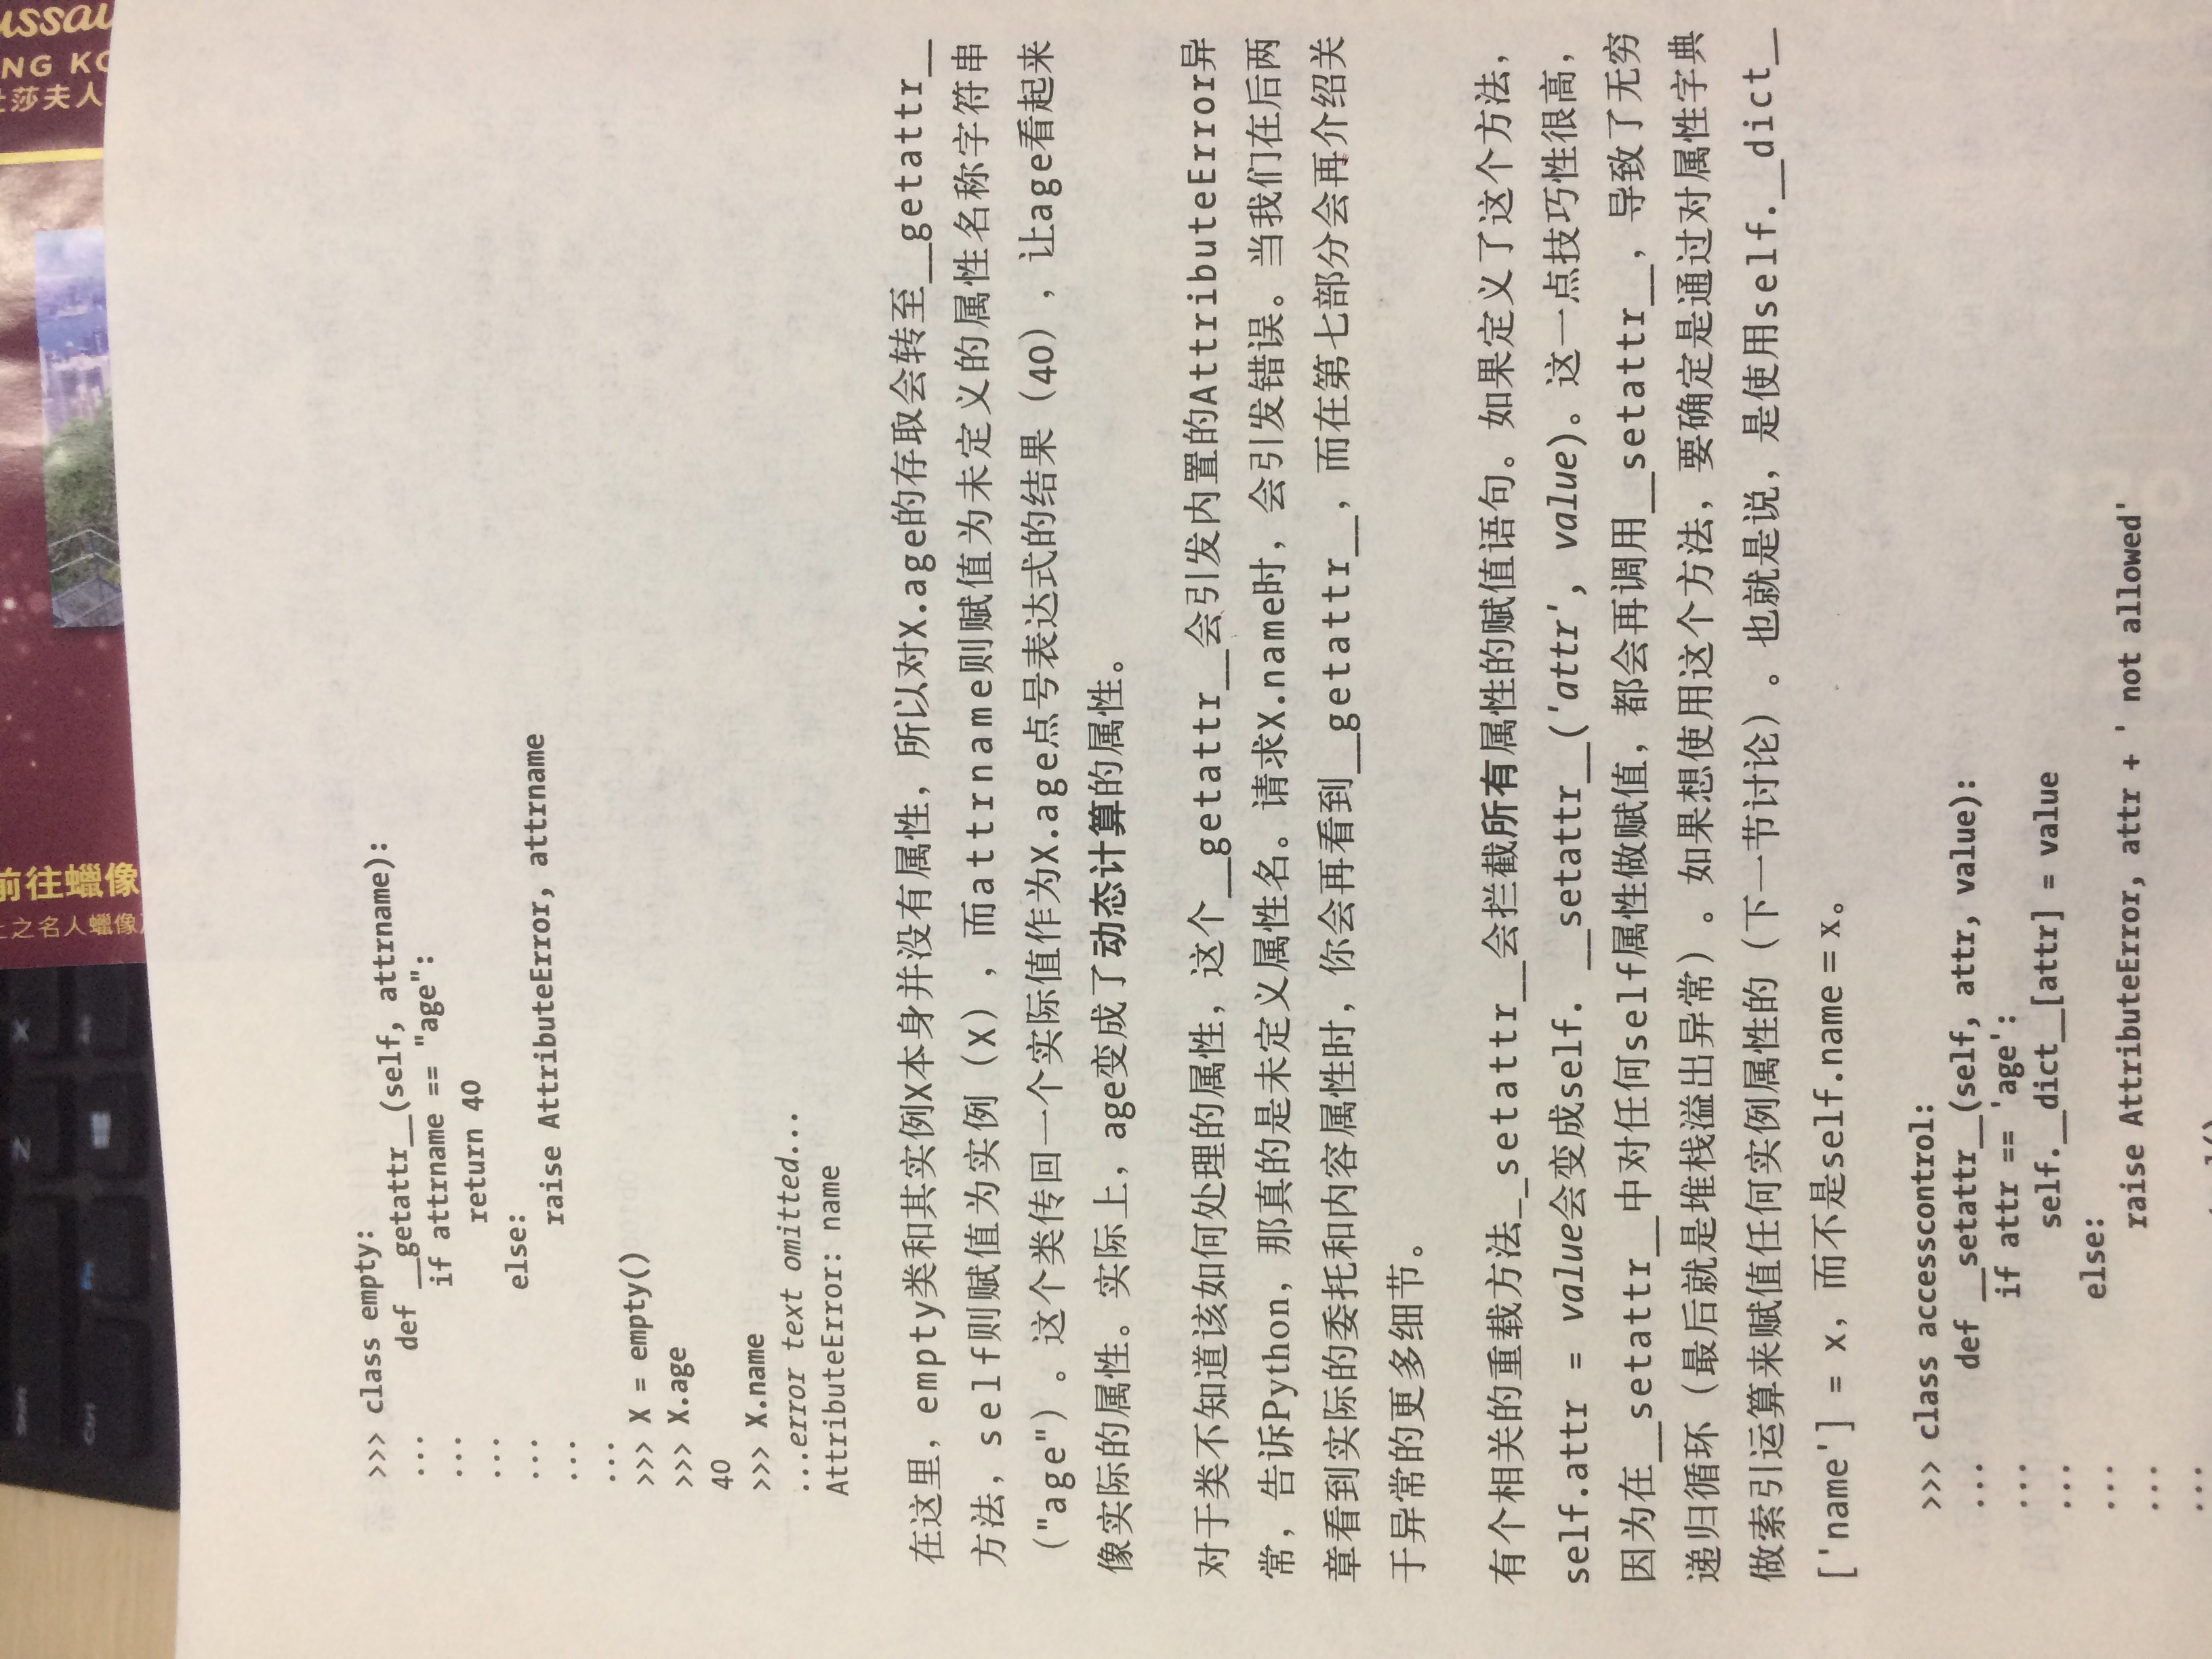 Shift
Z
X
Ctrl
Fn
Alt
前往蠟像
之名人蠟像
NG KO
莎夫人
ussau
>>> class empty:
... def __getattr__(self, attrname):
... if attrname == "age":
... return 40
... else:
... raise AttributeError, attrname
...
>>> X = empty()
>>> X.age
40
>>> X.name
...error text omitted...
AttributeError: name
在这里，empty类和其实例X本身并没有属性，所以对X.age的存取会转至__getattr__
方法，self则赋值为实例（X），而attrname则赋值为未定义的属性名称字符串
（"age"）。这个类传回一个实际值作为X.age点号表达式的结果（40），让age看起来
像实际的属性。实际上，age变成了动态计算的属性。
对于类不知道该如何处理的属性，这个__getattr__会引发内置的AttributeError异
常，告诉Python，那真的是未定义属性名。请求X.name时，会引发错误。当我们在后两
章看到实际的委托和内容属性时，你会再看到__getattr__，而在第七部分会再介绍关
于异常的更多细节。
有个相关的重载方法__setattr__会拦截所有属性的赋值语句。如果定义了这个方法，
self.attr = value会变成self. __setattr__('attr', value)。这一点技巧性很高，
因为在__setattr__中对任何self属性做赋值，都会再调用__setattr__，导致了无穷
递归循环（最后就是堆栈溢出异常）。如果想使用这个方法，要确定是通过对属性字典
做索引运算来赋值任何实例属性的（下一节讨论）。也就是说，是使用self.__dict__
['name'] = x，而不是self.name = x。
>>> class accesscontrol:
... def __setattr__(self, attr, value):
... if attr == 'age':
... self.__dict__[attr] = value
... else:
... raise AttributeError, attr + ' not allowed'
...